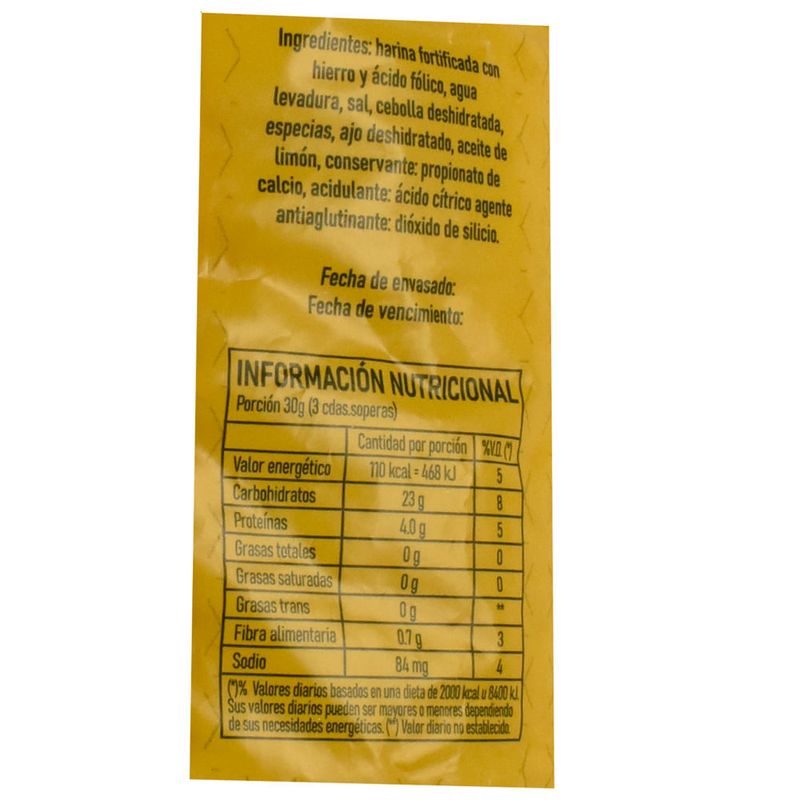 Ingredientes: harina fortificada con
hierro y ácido fólico, agua
levadura, sal, cebolla deshidratada,
especias, ajo deshidratado, aceite de
limón, conservante: propionato de
calcio, acidulante: ácido cítrico agente
antiaglutinante: dióxido de silicio.
Fecha de envasado:
Fecha de vencimiento:
INFORMACIÓN NUTRICIONAL
Porción 30g (3 cdas.soperas)
Cantidad por porción %V.D. (*)
Valor energético 110 kcal = 468 kJ 5
Carbohidratos 23 g 8
Proteínas 4.0 g 5
Grasas totales 0 g 0
Grasas saturadas 0 g 0
Grasas trans 0 g **
Fibra alimentaria 0.7 g 3
Sodio 84 mg 4
(*)% Valores diarios basados en una dieta de 2000 kcal u 8400 kJ.
Sus valores diarios pueden ser mayores o menores dependiendo
de sus necesidades energéticas. (**) Valor diario no establecido.